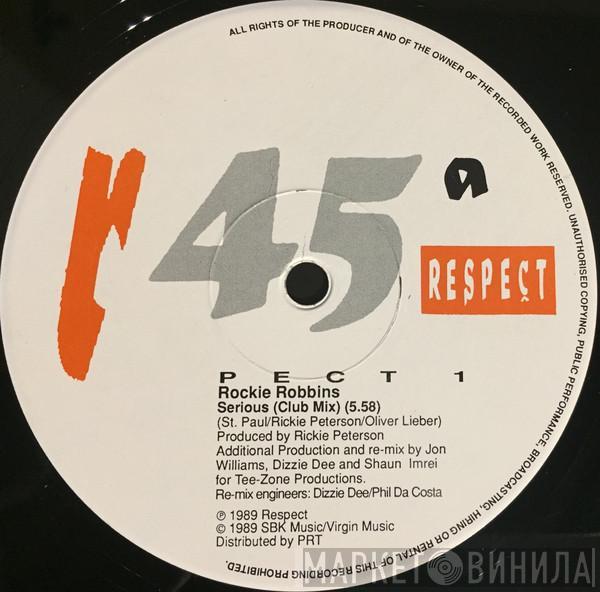 ALL RIGHTS OF THE PRODUCER AND OF THE OWNER OF THE RECORDED WORK RESERVED. UNAUTHORISED COPYING, PUBLIC PERFORMANCE, BROADCASTING, HIRING OR RENTAL OF THIS RECORDING PROHIBITED.
r 45 a
RESPECT
PECT 1
Rockie Robbins
Serious (Club Mix) (5.58)
(St. Paul/Rickie Peterson/Oliver Lieber)
Produced by Rickie Peterson
Additional Production and re-mix by Jon
Williams, Dizzie Dee and Shaun Imrei
for Tee-Zone Productions.
Re-mix engineers: Dizzie Dee/Phil Da Costa
℗ 1989 Respect
© 1989 SBK Music/Virgin Music
Distributed by PRT
МАРКЕТ ВИНИЛА